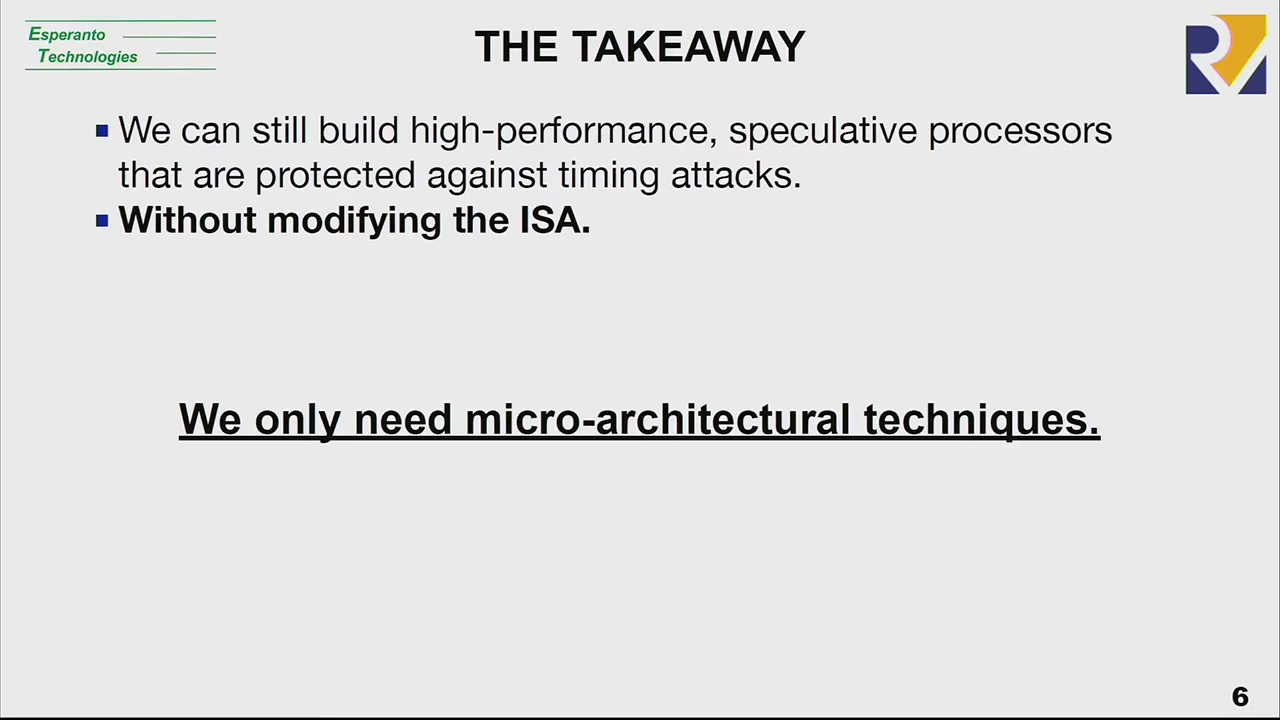 Esperanto
Technologies
THE TAKEAWAY
RV
▪ We can still build high-performance, speculative processors
that are protected against timing attacks.
▪ Without modifying the ISA.
We only need micro-architectural techniques.
6